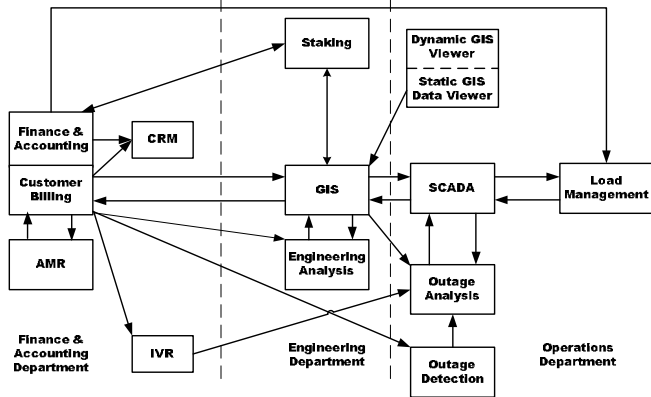 Dynamic GIS
Viewer
Staking
Static GIS
Data Viewer
Finance &
Accounting
CRM
Customer
Billing
GIS
SCADA
Load
Management
AMR
Engineering
Analysis
Outage
Analysis
IVR
Outage
Detection
Finance &
Accounting
Department
Engineering
Department
Operations
Department